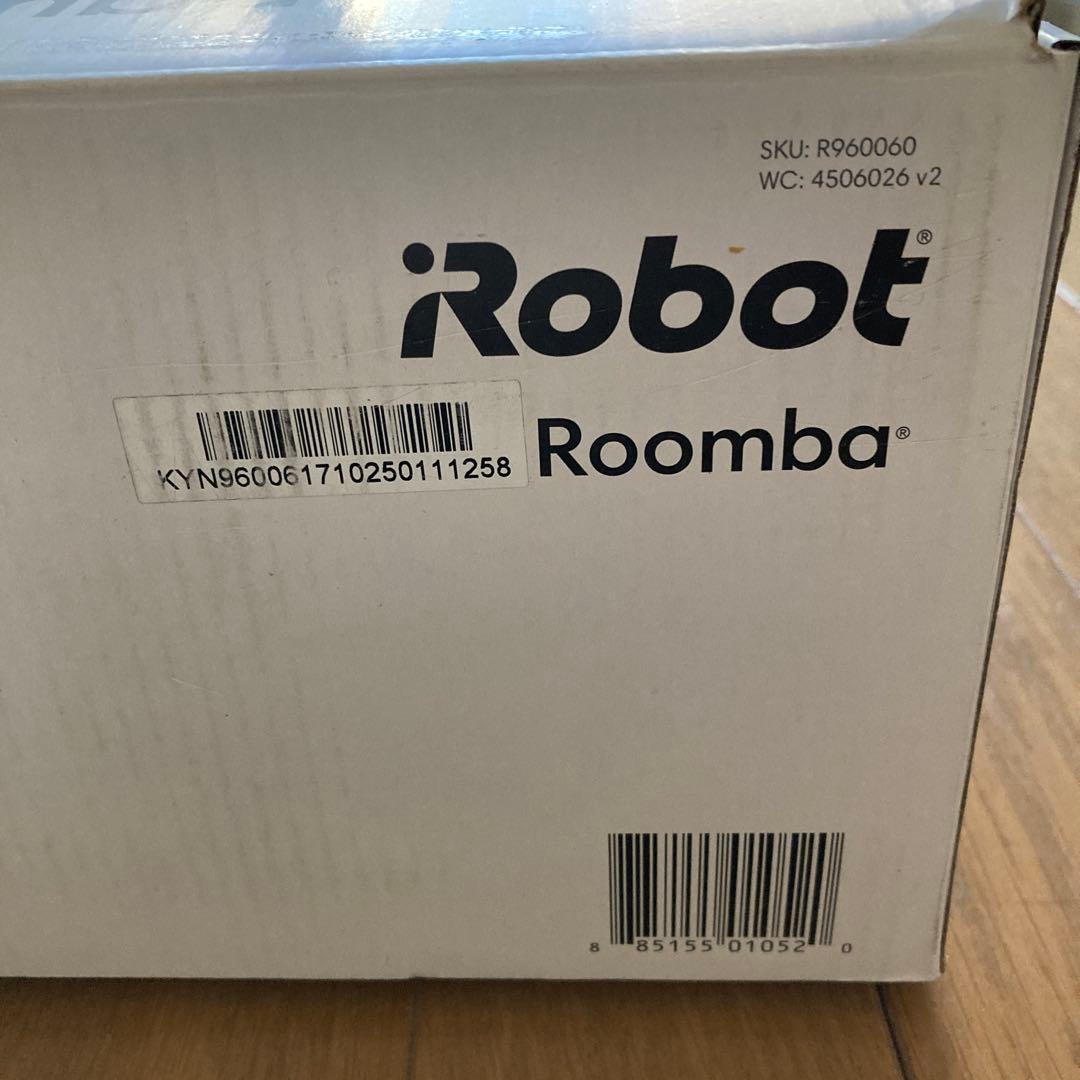 SKU: R960060
WC: 4506026 v2
iRobot®
Roomba®
KYN960061710250111258
8 85155 01052 0